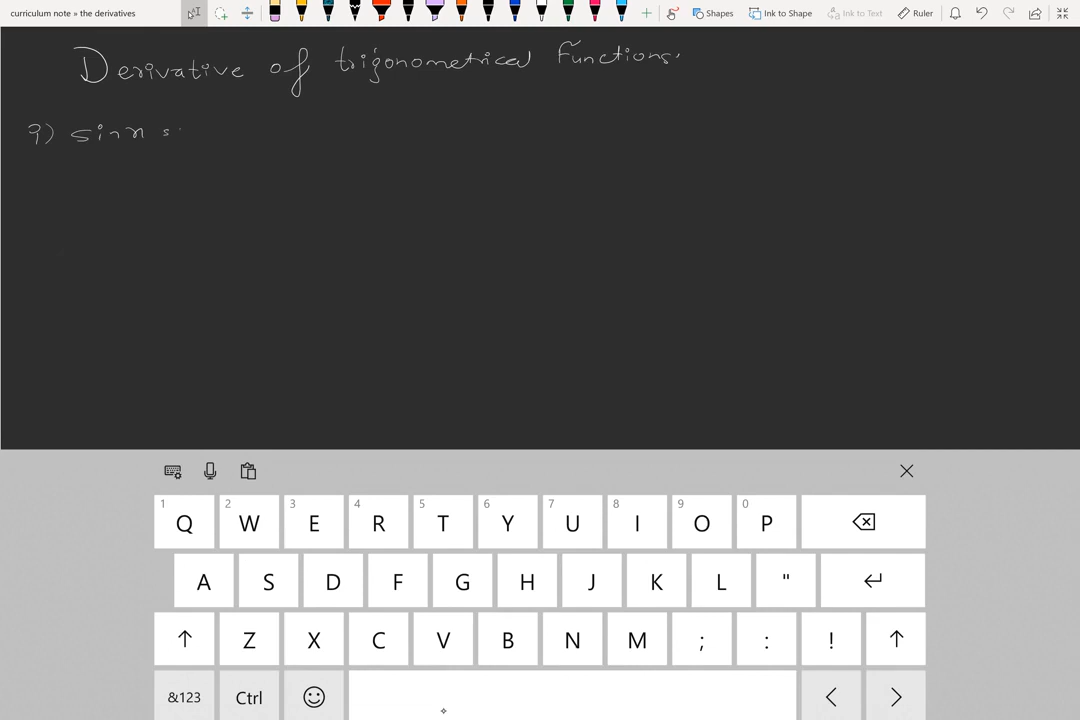 curriculum note » the derivatives
Shapes Ink to Shape Ink to Text Ruler
Derivative of trigonometrical Functions.
i) sinx
1 2 3 4 5 6 7 8 9 0
Q W E R T Y U I O P
A S D F G H J K L "
Z X C V B N M ; : !
&123 Ctrl